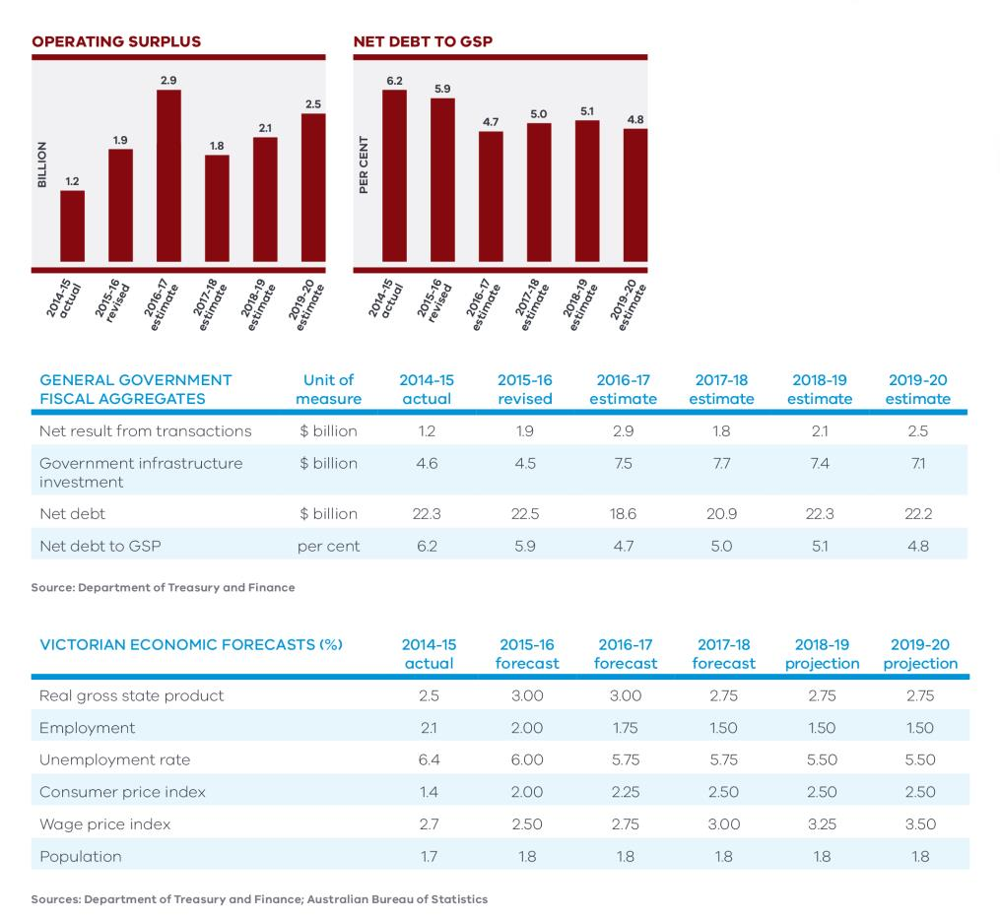 OPERATING SURPLUS
BILLION
1.2
1.9
2.9
1.8
2.1
2.5
2014-15
actual
2015-16
revised
2016-17
estimate
2017-18
estimate
2018-19
estimate
2019-20
estimate
NET DEBT TO GSP
PER CENT
6.2
5.9
4.7
5.0
5.1
4.8
2014-15
actual
2015-16
revised
2016-17
estimate
2017-18
estimate
2018-19
estimate
2019-20
estimate
GENERAL GOVERNMENT Unit of 2014-15 2015-16 2016-17 2017-18 2018-19 2019-20
FISCAL AGGREGATES measure actual revised estimate estimate estimate estimate
Net result from transactions $ billion 1.2 1.9 2.9 1.8 2.1 2.5
Government infrastructure $ billion 4.6 4.5 7.5 7.7 7.4 7.1
investment
Net debt $ billion 22.3 22.5 18.6 20.9 22.3 22.2
Net debt to GSP per cent 6.2 5.9 4.7 5.0 5.1 4.8
Source: Department of Treasury and Finance
VICTORIAN ECONOMIC FORECASTS (%) 2014-15 2015-16 2016-17 2017-18 2018-19 2019-20
actual forecast forecast forecast projection projection
Real gross state product 2.5 3.00 3.00 2.75 2.75 2.75
Employment 2.1 2.00 1.75 1.50 1.50 1.50
Unemployment rate 6.4 6.00 5.75 5.75 5.50 5.50
Consumer price index 1.4 2.00 2.25 2.50 2.50 2.50
Wage price index 2.7 2.50 2.75 3.00 3.25 3.50
Population 1.7 1.8 1.8 1.8 1.8 1.8
Sources: Department of Treasury and Finance; Australian Bureau of Statistics